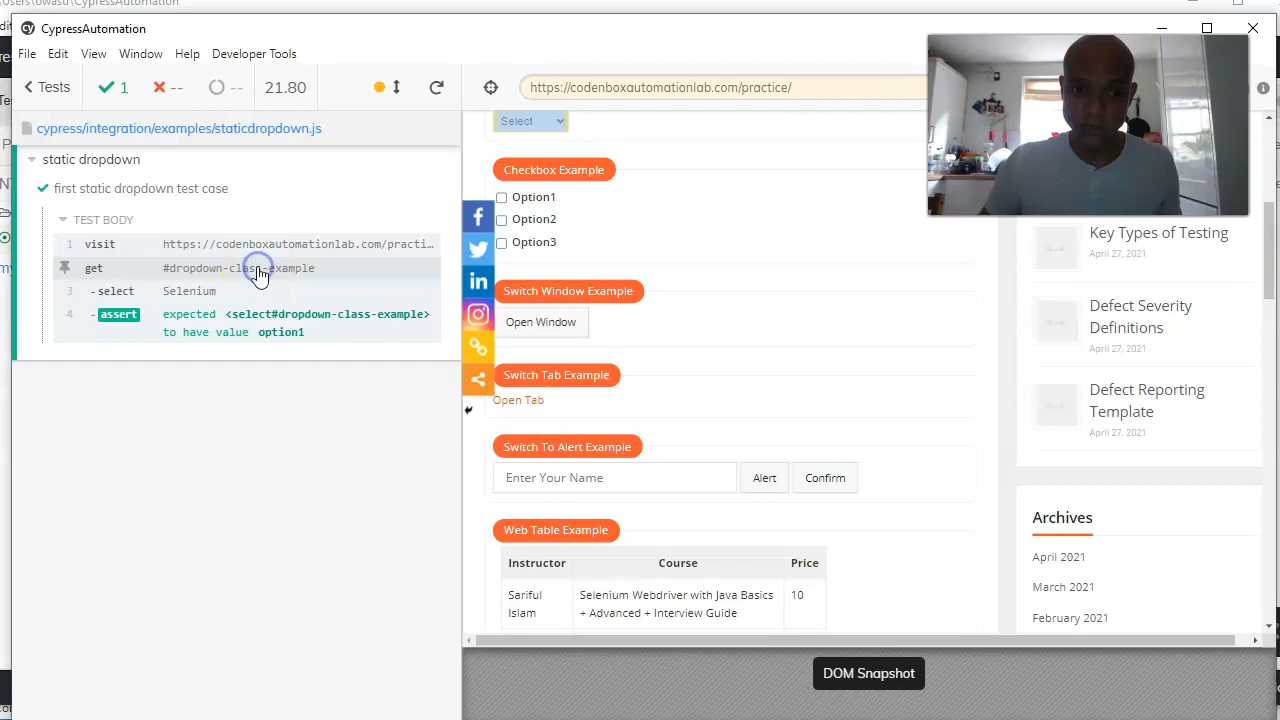 \Users\owasu\CypressAutomation
CypressAutomation
File Edit View Window Help Developer Tools
Tests 1 -- -- 21.80
https://codenboxautomationlab.com/practice/
cypress/integration/examples/staticdropdown.js
static dropdown
first static dropdown test case
TEST BODY
1 visit https://codenboxautomationlab.com/practi…
get #dropdown-class-example
3 -select Selenium
4 -assert expected <select#dropdown-class-example>
to have value option1
Select
Checkbox Example
Option1
Option2
Option3
Switch Window Example
Open Window
Switch Tab Example
Open Tab
Switch To Alert Example
Enter Your Name Alert Confirm
Web Table Example
Instructor Course Price
Sariful Islam Selenium Webdriver with Java Basics 10
+ Advanced + Interview Guide
Key Types of Testing
April 27, 2021
Defect Severity
Definitions
April 27, 2021
Defect Reporting
Template
April 27, 2021
Archives
April 2021
March 2021
February 2021
DOM Snapshot